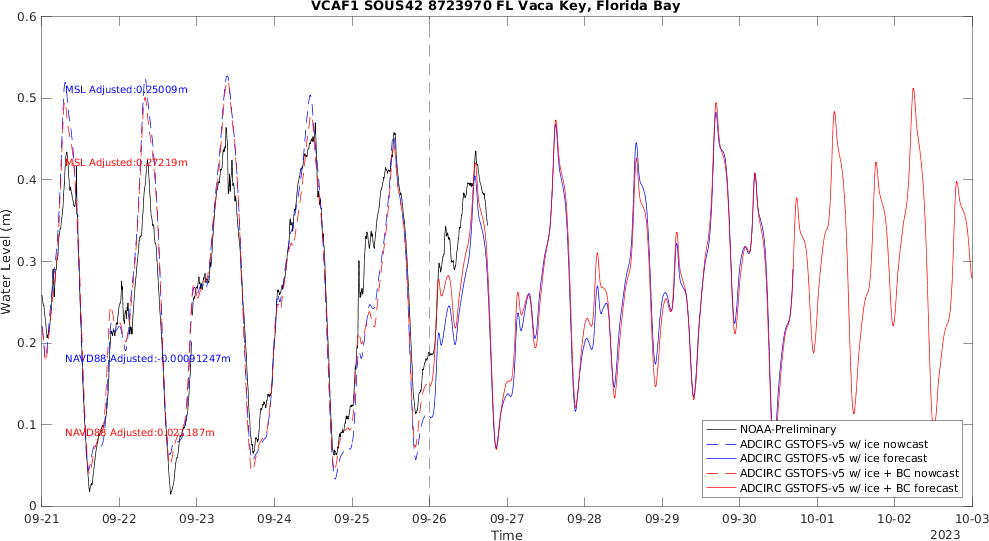 VCAF1 SOUS42 8723970 FL Vaca Key, Florida Bay
0.6
0.5
0.4
0.3
0.2
0.1
0
Water Level (m)
MSL Adjusted:0.25009m
MSL Adjusted:0.27219m
NAVD88 Adjusted:-0.00091247m
NAVD88 Adjusted:0.021187m
NOAA-Preliminary
ADCIRC GSTOFS-v5 w/ ice nowcast
ADCIRC GSTOFS-v5 w/ ice forecast
ADCIRC GSTOFS-v5 w/ ice + BC nowcast
ADCIRC GSTOFS-v5 w/ ice + BC forecast
09-21 09-22 09-23 09-24 09-25 09-26 09-27 09-28 09-29 09-30 10-01 10-02 10-03
Time
2023